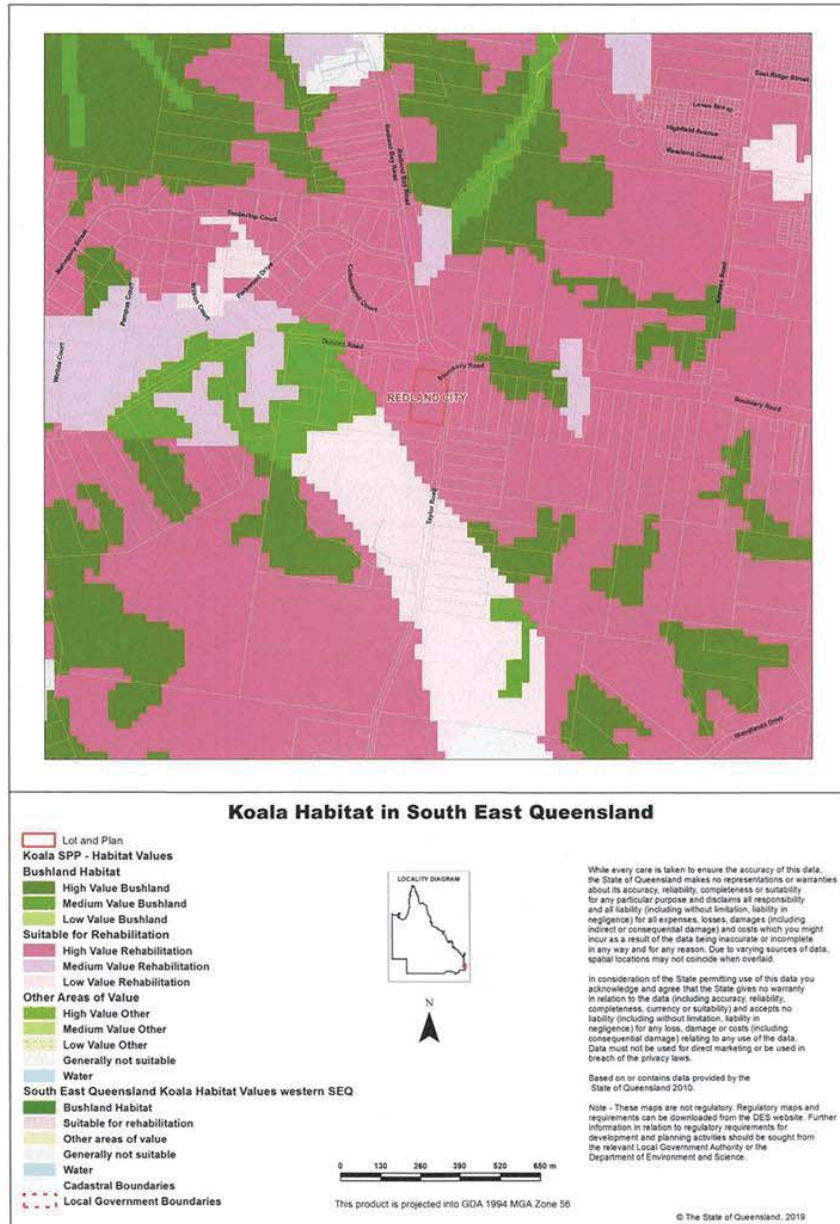 East Ridge Street
Highfield Avenue
Viewland Crescent
Redland Bay Road
Redland Bay Road
Timbertop Court
Mahogany Street
Parkwood Drive
Pampas Court
Kinross Road
Duncan Road
Boundary Road
Boundary Road
REDLAND CITY
Taylor Road
Woodlands Drive
Koala Habitat in South East Queensland
Lot and Plan
Koala SPP - Habitat Values
Bushland Habitat
High Value Bushland
Medium Value Bushland
Low Value Bushland
Suitable for Rehabilitation
High Value Rehabilitation
Medium Value Rehabilitation
Low Value Rehabilitation
Other Areas of Value
High Value Other
Medium Value Other
Low Value Other
Generally not suitable
Water
South East Queensland Koala Habitat Values western SEQ
Bushland Habitat
Suitable for rehabilitation
Other areas of value
Generally not suitable
Water
Cadastral Boundaries
Local Government Boundaries
LOCALITY DIAGRAM
N
0 130 260 390 520 650 m
This product is projected into GDA 1994 MGA Zone 56
While every care is taken to ensure the accuracy of this data,
the State of Queensland makes no representations or warranties
about its accuracy, reliability, completeness or suitability
for any particular purpose and disclaims all responsibility
and all liability (including without limitation, liability in
negligence) for all expenses, losses, damages (including
indirect or consequential damage) and costs which you might
incur as a result of the data being inaccurate or incomplete
in any way and for any reason. Due to varying sources of data,
spatial locations may not coincide when overlaid.
In consideration of the State permitting use of this data you
acknowledge and agree that the State gives no warranty
in relation to the data (including accuracy, reliability,
completeness, currency or suitability) and accepts no
liability (including without limitation, liability in
negligence) for any loss, damage or costs (including
consequential damage) relating to any use of the data.
Data must not be used for direct marketing or be used in
breach of the privacy laws.
Based on or contains data provided by the
State of Queensland 2010.
Note - These maps are not regulatory. Regulatory maps and
requirements can be downloaded from the DES website. Further
information in relation to regulatory requirements for
development and planning activities should be sought from
the relevant Local Government Authority or the
Department of Environment and Science.
© The State of Queensland, 2019